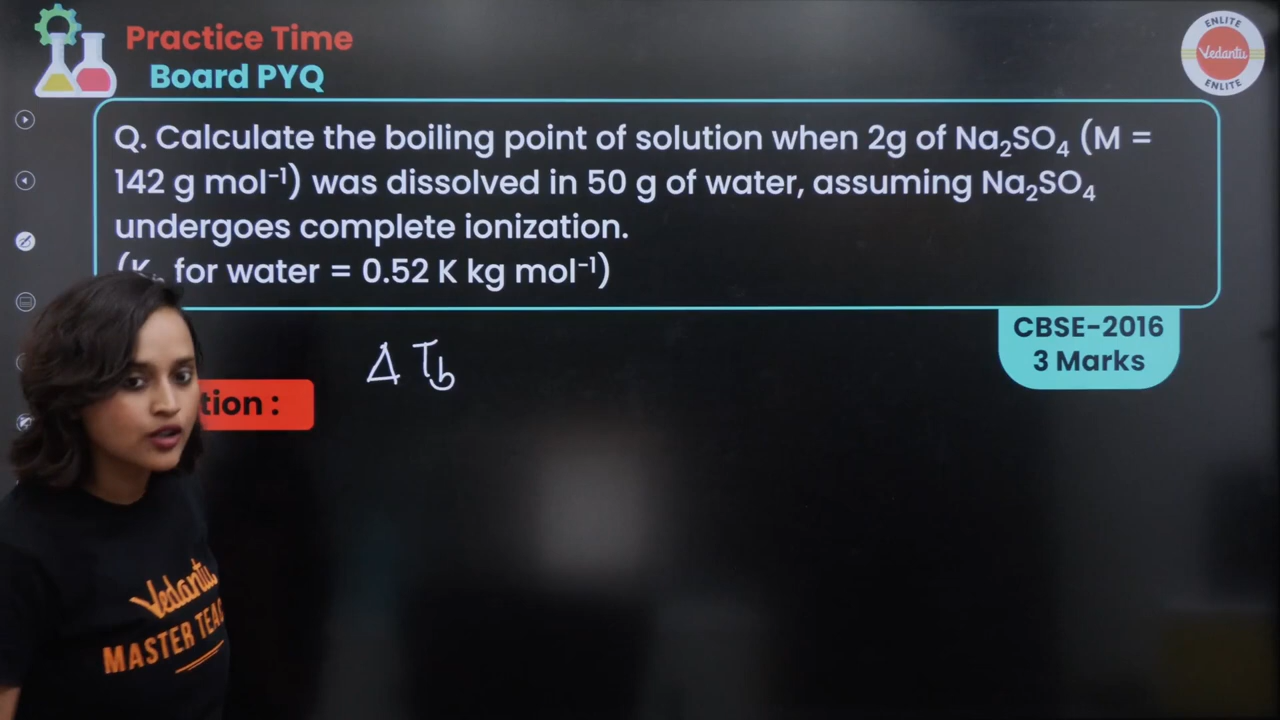 Practice Time
Board PYQ
ENLITE
Vedantu
ENLITE
Q. Calculate the boiling point of solution when 2g of Na₂SO₄ (M =
142 g mol⁻¹) was dissolved in 50 g of water, assuming Na₂SO₄
undergoes complete ionization.
for water = 0.52 K kg mol⁻¹)
CBSE-2016
3 Marks
Δ T_b
tion :
Vedantu
MASTER TEAC